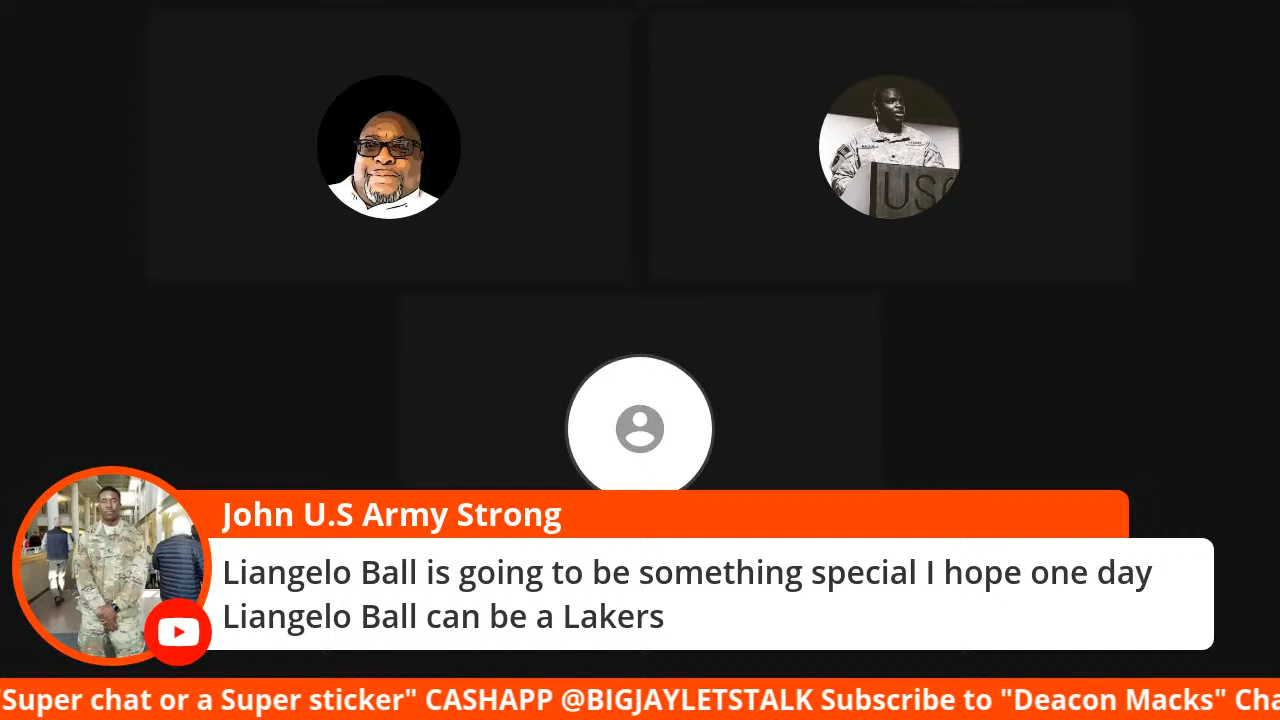 US
John U.S Army Strong
Liangelo Ball is going to be something special I hope one day
Liangelo Ball can be a Lakers
"Super chat or a Super sticker" CASHAPP @BIGJAYLETSTALK Subscribe to "Deacon Macks" Cha